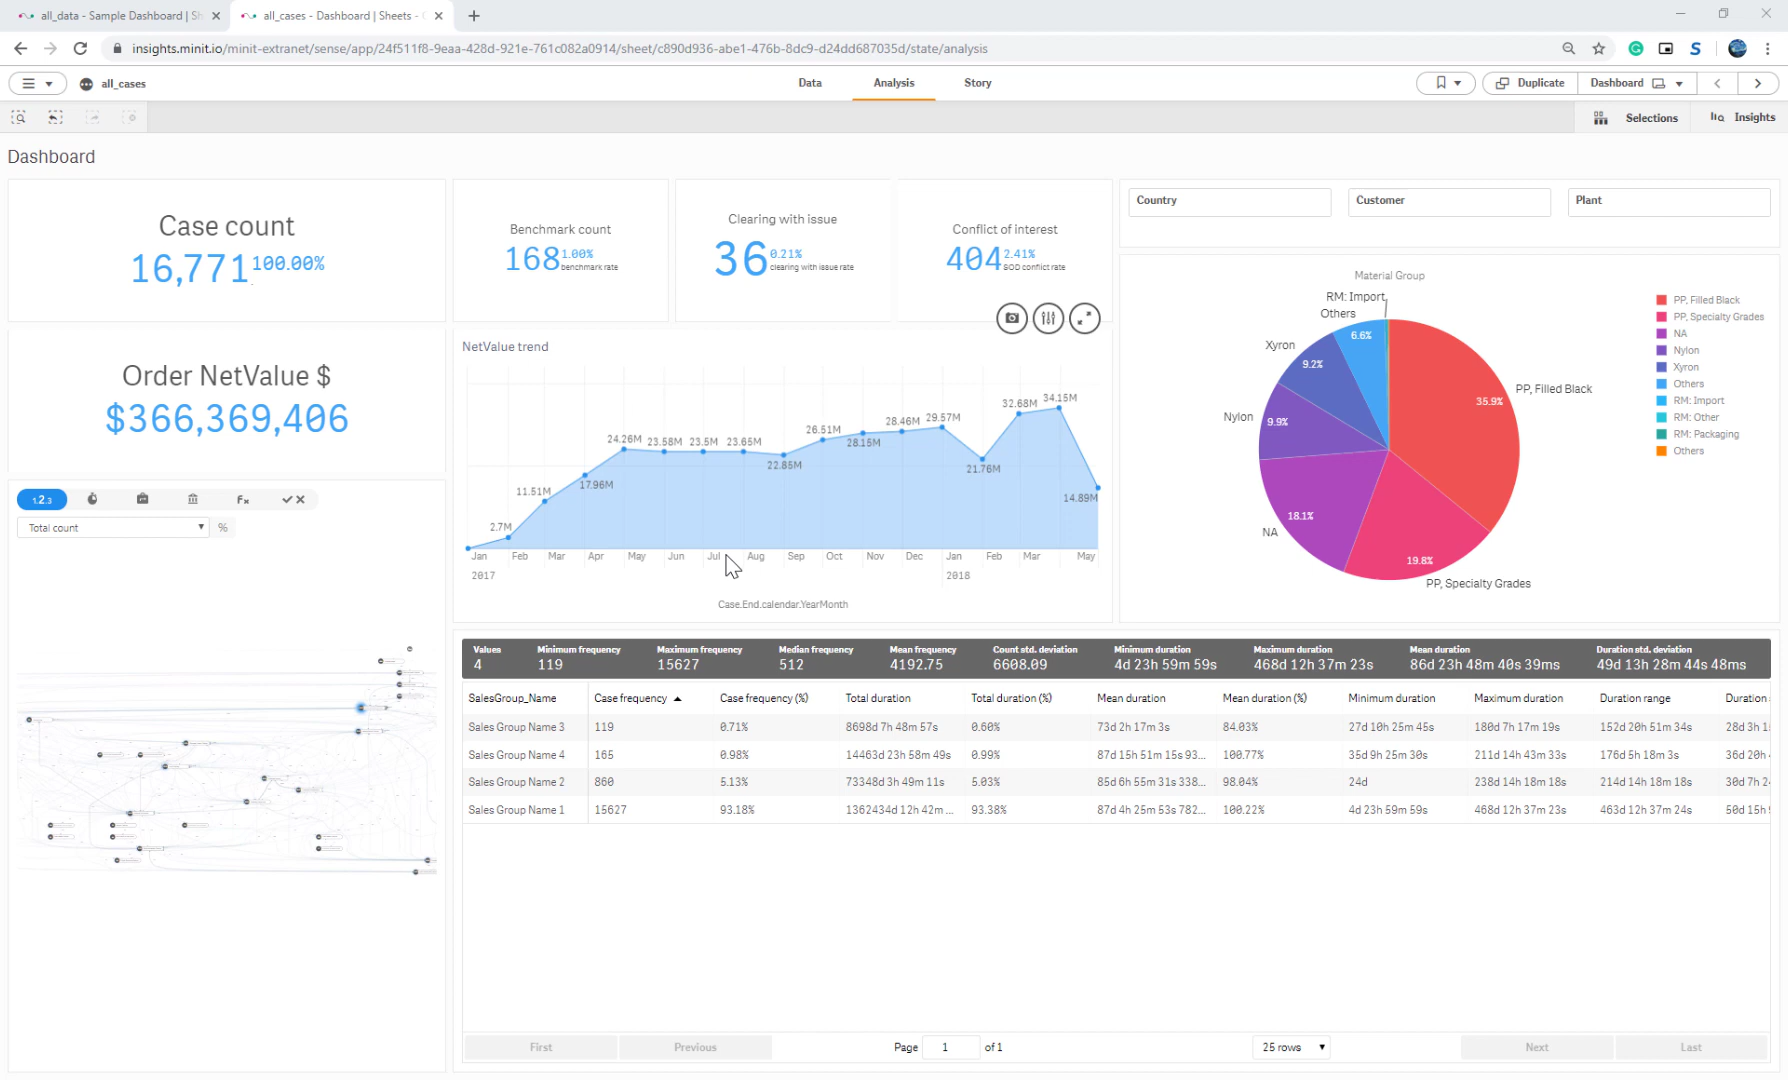 all_data - Sample Dashboard | Sh
all_cases - Dashboard | Sheets -
insights.minit.io/minit-extranet/sense/app/24f511f8-9eaa-428d-921e-761c082a0914/sheet/c890d936-abe1-476b-8dc9-d24dd687035d/state/analysis
all_cases
Data
Analysis
Story
Duplicate
Dashboard
Selections
Insights
Dashboard
Case count
16,771 100.00%
Benchmark count
168 1.00%
benchmark rate
Clearing with issue
36 0.21%
clearing with issue rate
Conflict of interest
404 2.41%
SOD conflict rate
Country
Customer
Plant
Order NetValue $
$366,369,406
1.2.3
Fx
Total count
%
NetValue trend
2.7M
11.51M
17.96M
24.26M
23.58M
23.5M
23.65M
22.85M
26.51M
28.15M
28.46M
29.57M
21.76M
32.68M
34.15M
14.89M
Jan Feb Mar Apr May Jun Jul Aug Sep Oct Nov Dec Jan Feb Mar May
2017 2018
Case.End.calendar.YearMonth
Material Group
RM: Import
Others
Xyron
Nylon
NA
PP, Specialty Grades
PP, Filled Black
6.6%
9.2%
9.9%
18.1%
19.8%
35.9%
PP, Filled Black
PP, Specialty Grades
NA
Nylon
Xyron
Others
RM: Import
RM: Other
RM: Packaging
Others
Values Minimum frequency Maximum frequency Median frequency Mean frequency Count std. deviation Minimum duration Maximum duration Mean duration Duration std. deviation
4 119 15627 512 4192.75 6608.09 4d 23h 59m 59s 468d 12h 37m 23s 86d 23h 48m 40s 39ms 49d 13h 28m 44s 48ms
SalesGroup_Name Case frequency Case frequency (%) Total duration Total duration (%) Mean duration Mean duration (%) Minimum duration Maximum duration Duration range Duration
Sales Group Name 3 119 0.71% 8698d 7h 48m 57s 0.60% 73d 2h 17m 3s 84.03% 27d 10h 25m 45s 180d 7h 17m 19s 152d 20h 51m 34s 28d 3h 1
Sales Group Name 4 165 0.98% 14463d 23h 58m 49s 0.99% 87d 15h 51m 15s 93... 100.77% 35d 9h 25m 30s 211d 14h 43m 33s 176d 5h 18m 3s 36d 20h
Sales Group Name 2 860 5.13% 73348d 3h 49m 11s 5.03% 85d 6h 55m 31s 338... 98.04% 24d 238d 14h 18m 18s 214d 14h 18m 18s 30d 7h 2
Sales Group Name 1 15627 93.18% 1362434d 12h 42m ... 93.38% 87d 4h 25m 53s 782... 100.22% 4d 23h 59m 59s 468d 12h 37m 23s 463d 12h 37m 24s 50d 15h
First
Previous
Page 1 of 1
25 rows
Next
Last